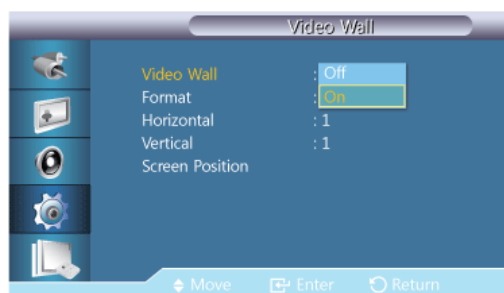 Video Wall
Video Wall : Off
Format : On
Horizontal : 1
Vertical : 1
Screen Position
Move Enter Return